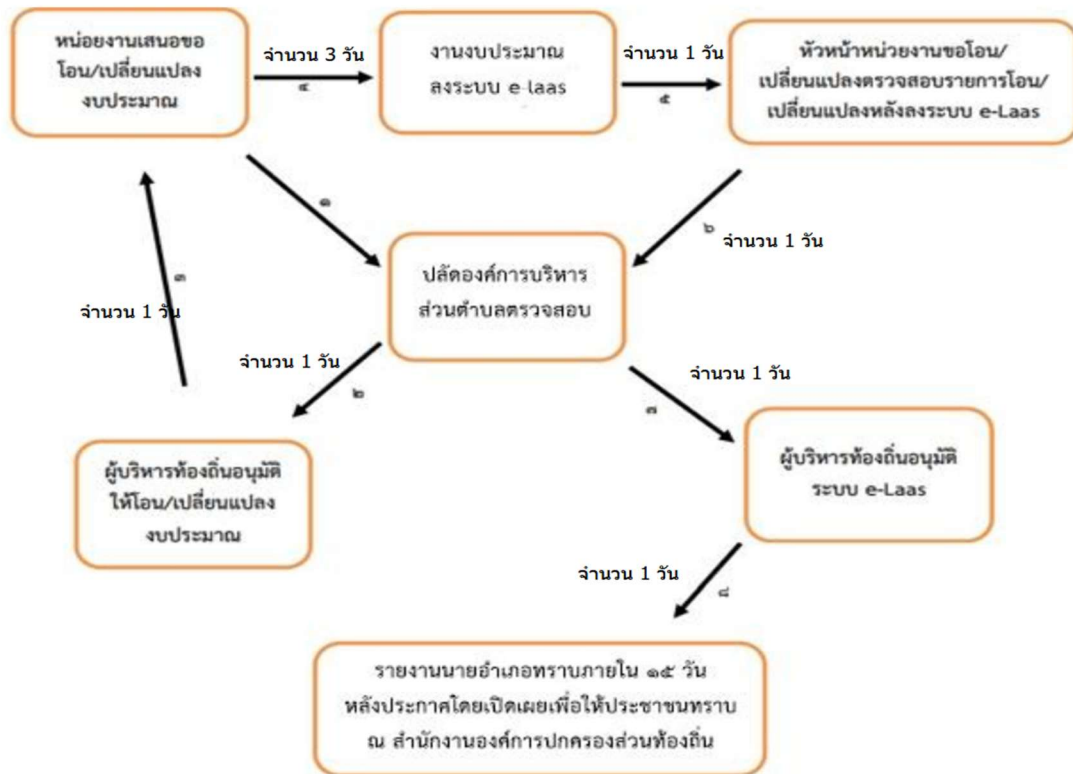 หน่อยงานเสนอขอ
โอน/เปลี่ยนแปลง
งบประมาณ
จำนวน 3 วัน
๔
งานงบประมาณ
ลงระบบ e-laas
จำนวน 1 วัน
๕
หัวหน้าหน่วยงานขอโอน/
เปลี่ยนแปลงตรวจสอบรายการโอน/
เปลี่ยนแปลงหลังลงระบบ e-Laas
๑
๖
จำนวน 1 วัน
ปลัดองค์การบริหาร
ส่วนตำบลตรวจสอบ
๓
จำนวน 1 วัน
จำนวน 1 วัน
๒
จำนวน 1 วัน
๗
ผู้บริหารท้องถิ่นอนุมัติ
ให้โอน/เปลี่ยนแปลง
งบประมาณ
ผู้บริหารท้องถิ่นอนุมัติ
ระบบ e-Laas
จำนวน 1 วัน
๘
รายงานนายอำเภอทราบภายใน ๑๕ วัน
หลังประกาศโดยเปิดเผยเพื่อให้ประชาชนทราบ
ณ สำนักงานองค์การปกครองส่วนท้องถิ่น